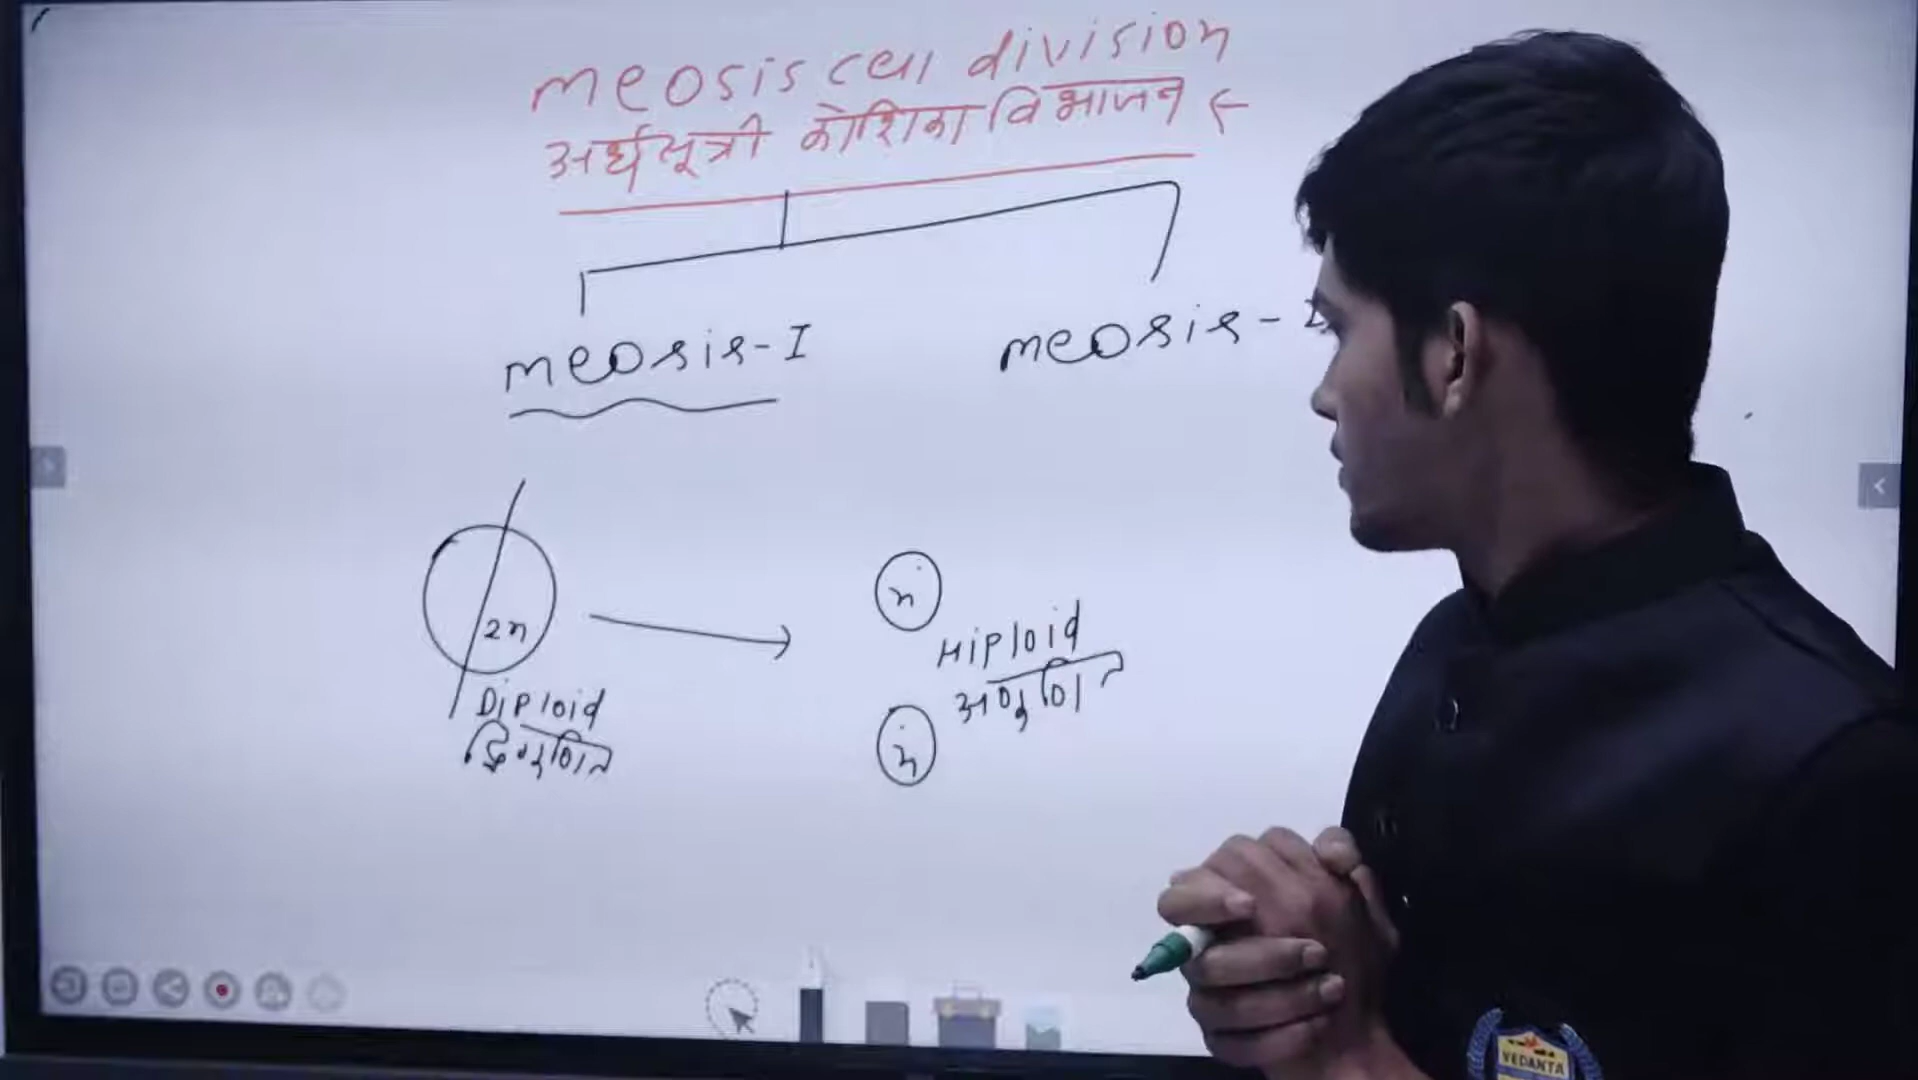 meosis cell division
अर्धसूत्री कोशिका विभाजन
meosis-I
meosis-
2n
Diploid
द्विगुणित
n
Hiploid
अगुणित
n
VEDANTA